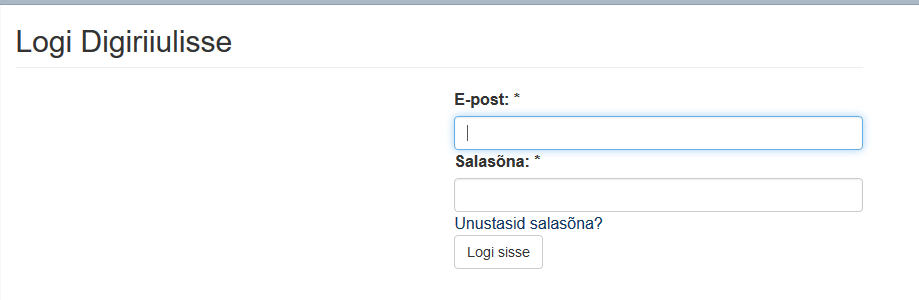 Logi Digiriiulisse
E-post: *
Salasõna: *
Unustasid salasõna?
Logi sisse